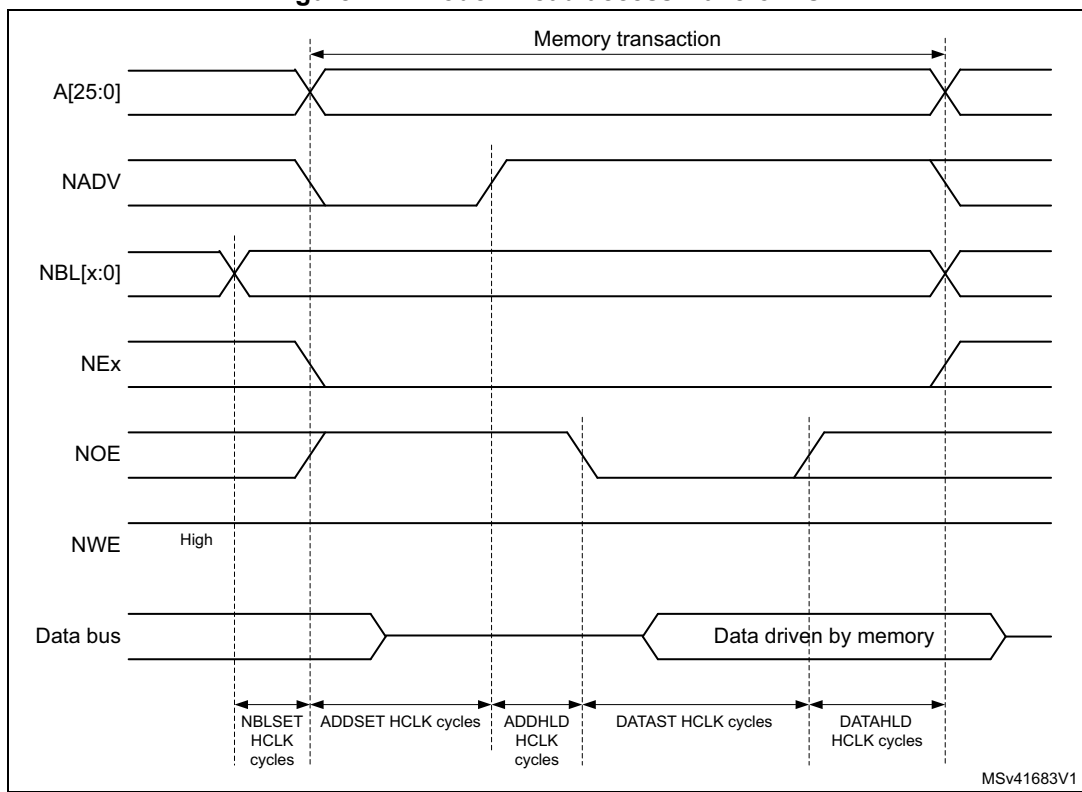 Memory transaction
A[25:0]
NADV
NBL[x:0]
NEx
NOE
NWE
High
Data bus
Data driven by memory
NBLSET
HCLK
cycles
ADDSET HCLK cycles
ADDHLD
HCLK
cycles
DATAST HCLK cycles
DATAHLD
HCLK cycles
MSv41683V1